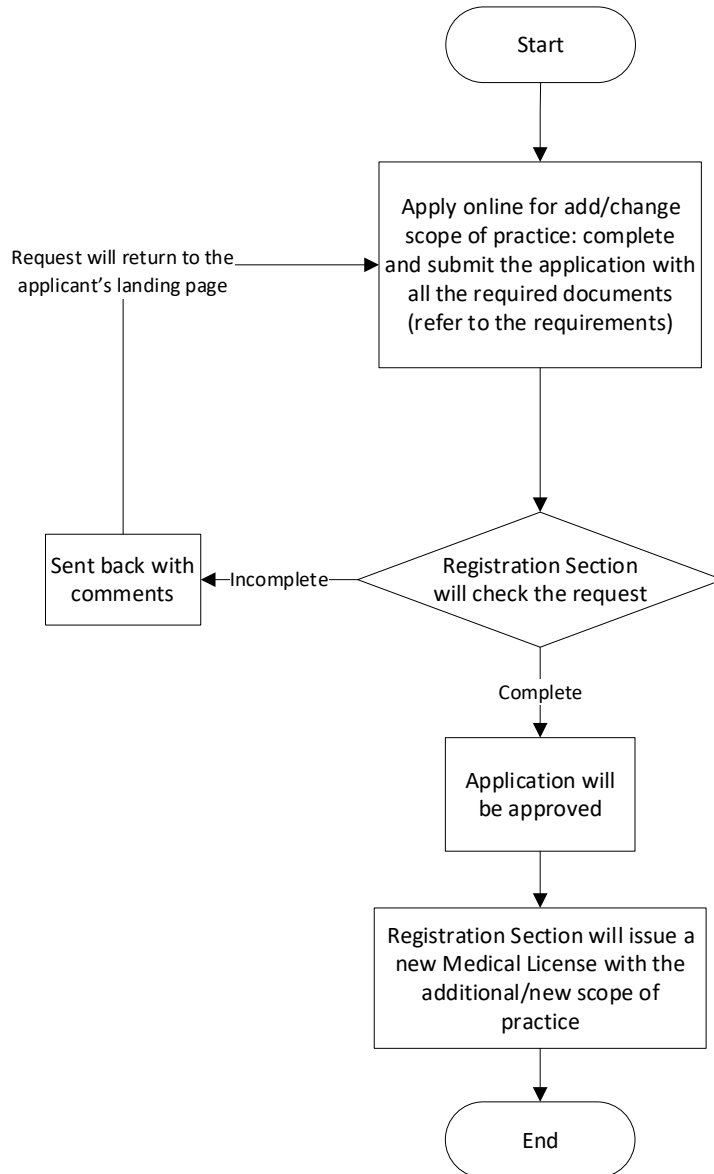 Start
Apply online for add/change
scope of practice: complete
and submit the application with
all the required documents
(refer to the requirements)
Request will return to the
applicant’s landing page
Registration Section
will check the request
Incomplete
Sent back with
comments
Complete
Application will
be approved
Registration Section will issue a
new Medical License with the
additional/new scope of
practice
End